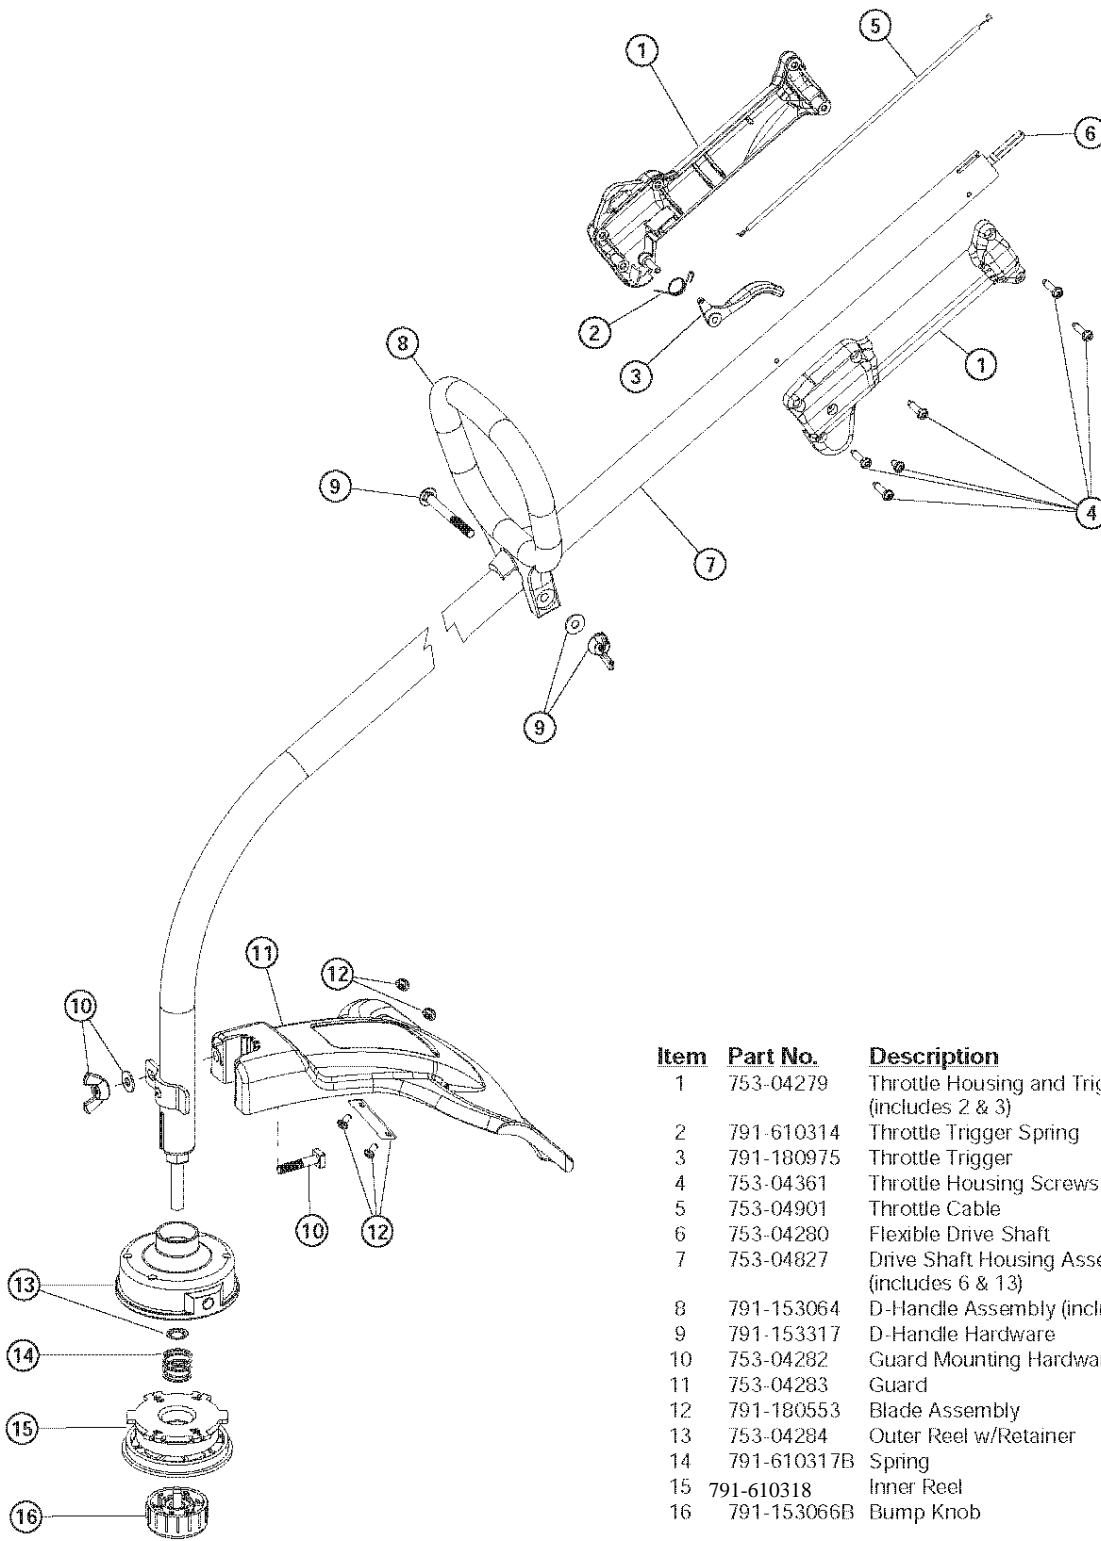 1
5
6
2
3
8
1
9
4
7
9
11
12
10
10
12
13
14
15
16
Item Part No. Description
1 753-04279 Throttle Housing and Trig
(includes 2 & 3)
2 791-610314 Throttle Trigger Spring
3 791-180975 Throttle Trigger
4 753-04361 Throttle Housing Screws
5 753-04901 Throttle Cable
6 753-04280 Flexible Drive Shaft
7 753-04827 Drive Shaft Housing Asse
(includes 6 & 13)
8 791-153064 D-Handle Assembly (incl
9 791-153317 D-Handle Hardware
10 753-04282 Guard Mounting Hardwa
11 753-04283 Guard
12 791-180553 Blade Assembly
13 753-04284 Outer Reel w/Retainer
14 791-610317B Spring
15 791-610318 Inner Reel
16 791-153066B Bump Knob